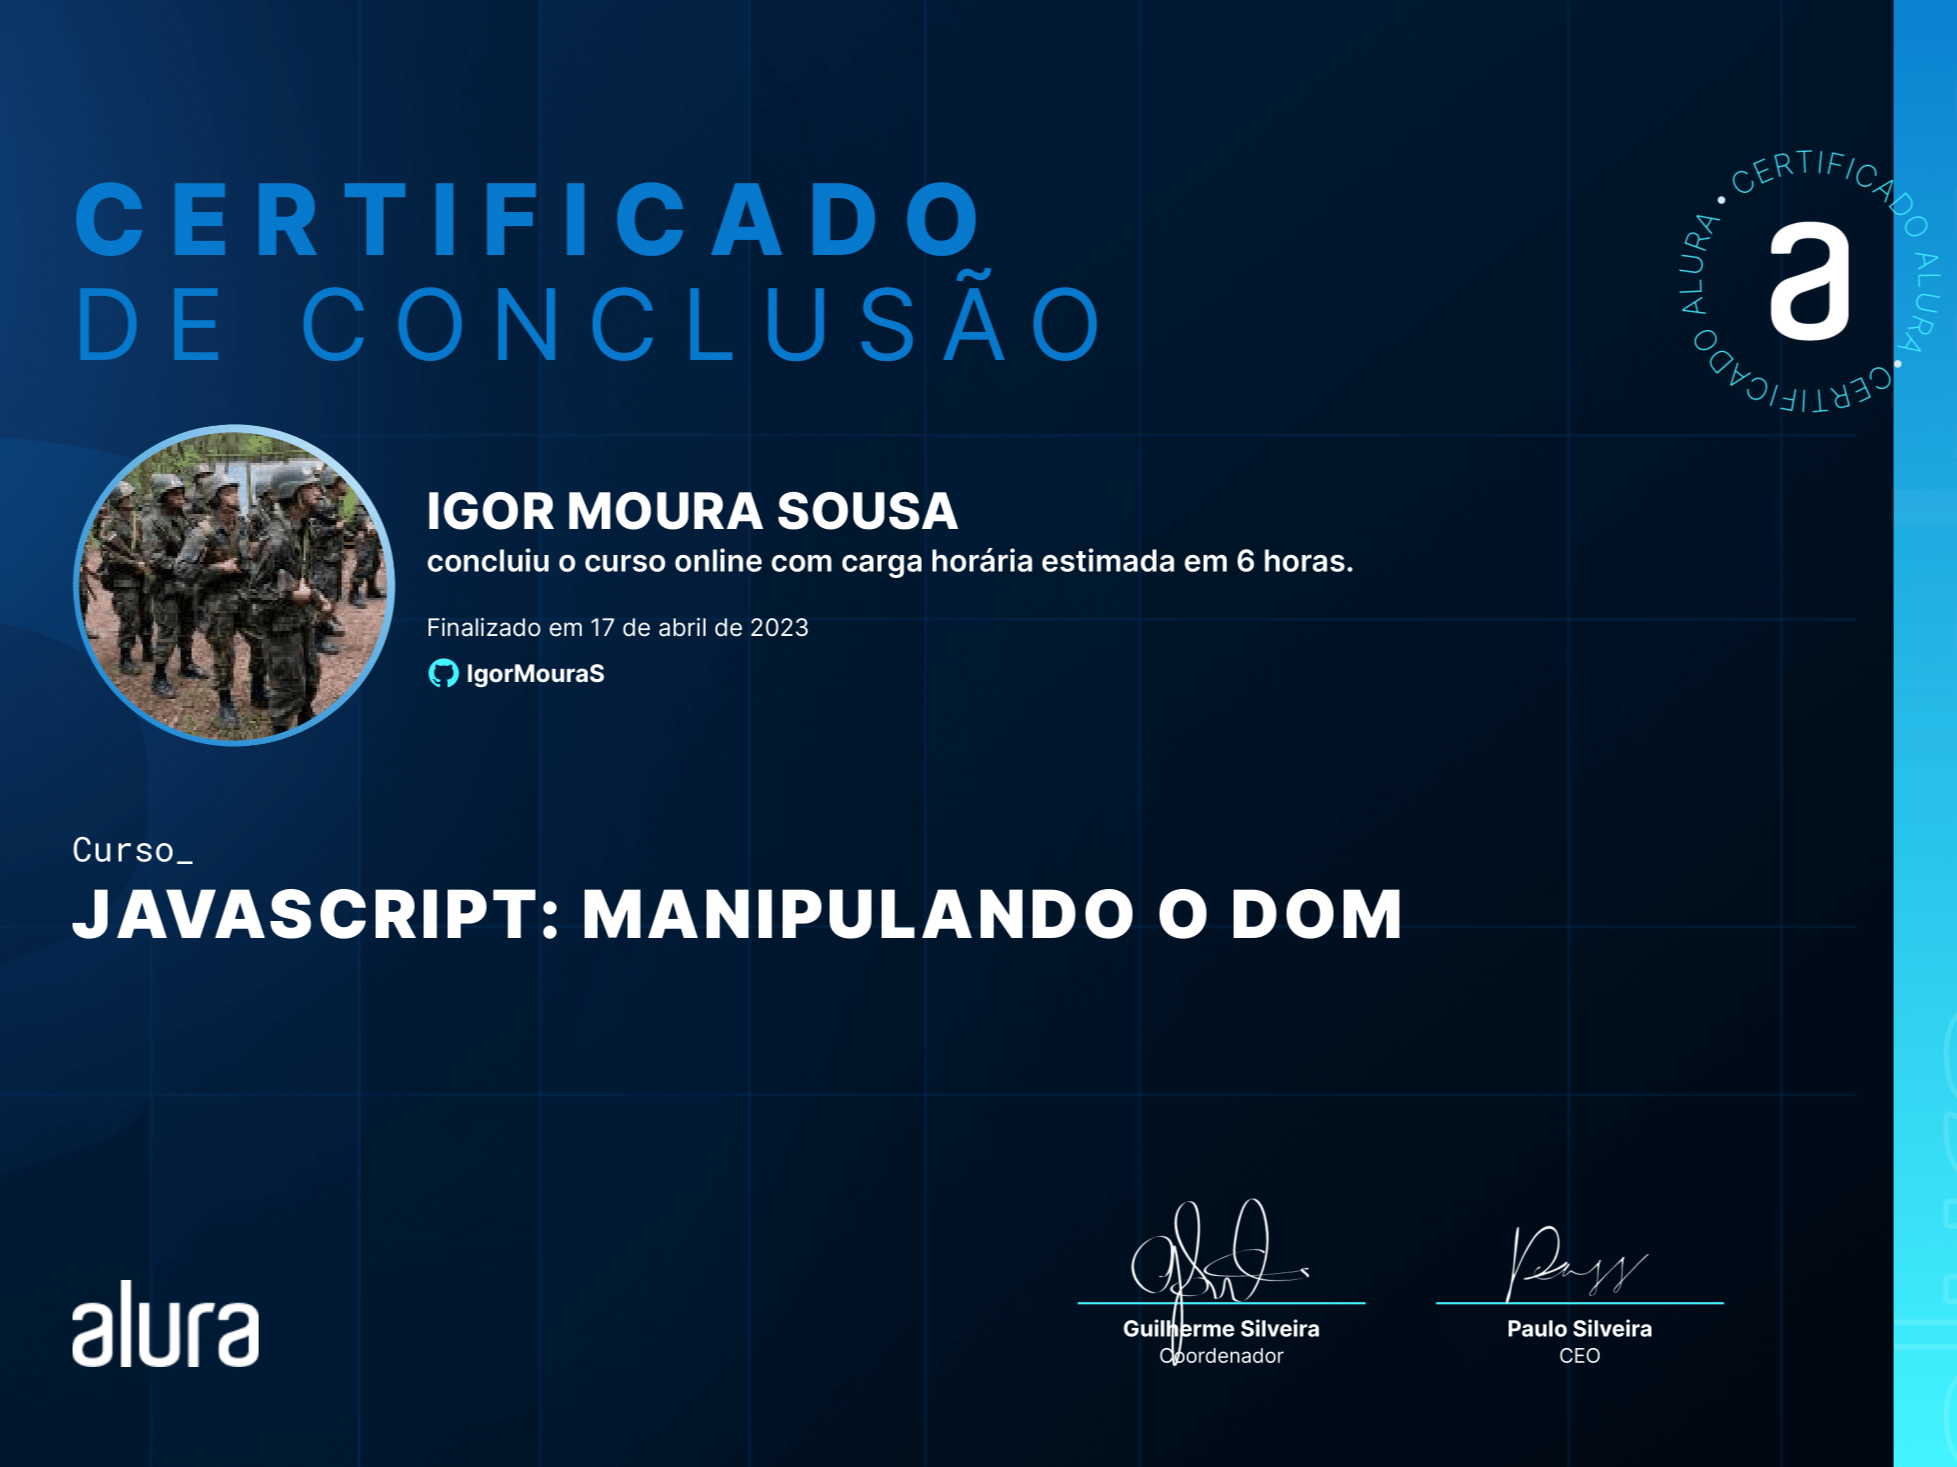 CERTIFICADO
DE CONCLUSÃO
CERTIFICADO ALURA • CERTIFICADO ALURA •
a
IGOR MOURA SOUSA
concluiu o curso online com carga horária estimada em 6 horas.
Finalizado em 17 de abril de 2023
IgorMouraS
Curso_
JAVASCRIPT: MANIPULANDO O DOM
alura
Guilherme Silveira
Coordenador
Paulo Silveira
CEO